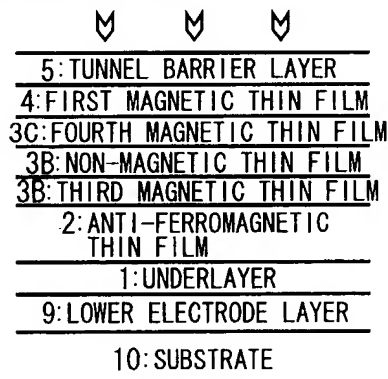 5:TUNNEL BARRIER LAYER
4:FIRST MAGNETIC THIN FILM
3C:FOURTH MAGNETIC THIN FILM
3B:NON-MAGNETIC THIN FILM
3B:THIRD MAGNETIC THIN FILM
2:ANTI-FERROMAGNETIC
THIN FILM
1:UNDERLAYER
9:LOWER ELECTRODE LAYER
10:SUBSTRATE